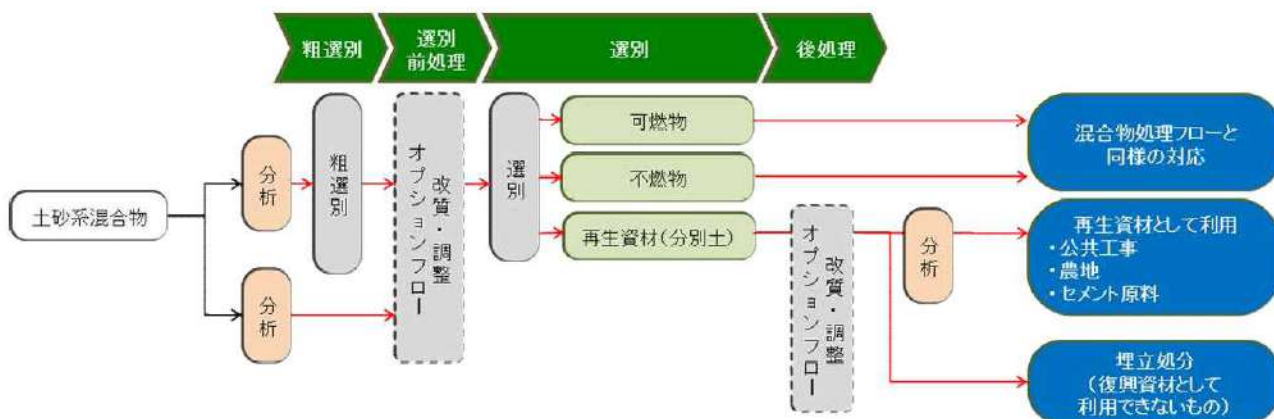 粗選別
選別
前処理
選別
後処理
土砂系混合物
分析
分析
粗選別
改質・調整
オプションフロー
選別
可燃物
不燃物
再生資材(分別土)
改質・調整
オプションフロー
分析
混合物処理フローと
同様の対応
再生資材として利用
・公共工事
・農地
・セメント原料
埋立処分
(復興資材として
利用できないもの)